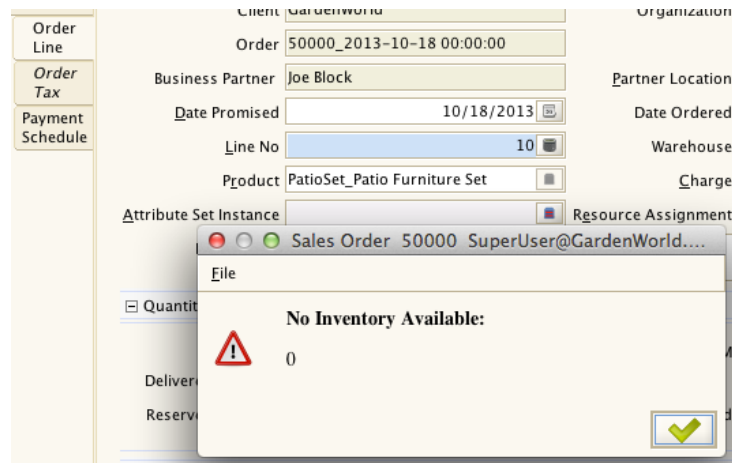 Client GardenWorld Organization
Order Line
Order 50000_2013-10-18 00:00:00
Order Tax
Business Partner Joe Block Partner Location
Payment Schedule
Date Promised 10/18/2013 Date Ordered
Line No 10 Warehouse
Product PatioSet_Patio Furniture Set Charge
Attribute Set Instance Resource Assignment
Sales Order 50000 SuperUser@GardenWorld....
File
Quantit
No Inventory Available:
0
Deliver
Reserv